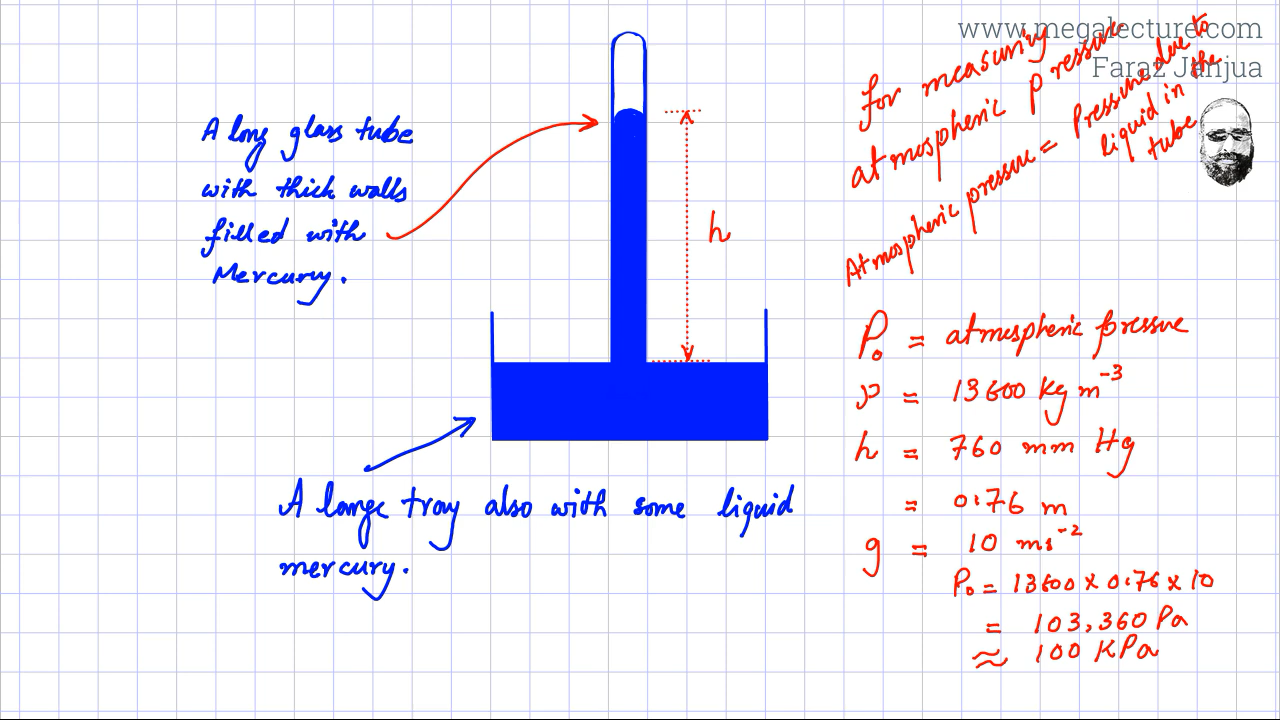 www.megalecture.com
Faraz Janjua
A long glass tube
with thick walls
filled with
Mercury.
h
A large tray also with some liquid
mercury.
For measuring
atmospheric pressure
Atmospheric pressure = Pressure due to
liquid in the
tube
P₀ = atmospheric pressure
ρ = 13600 kg m⁻³
h = 760 mm Hg
= 0.76 m
g = 10 ms⁻²
P₀ = 13600 x 0.76 x 10
= 103,360 Pa
≈ 100 KPa